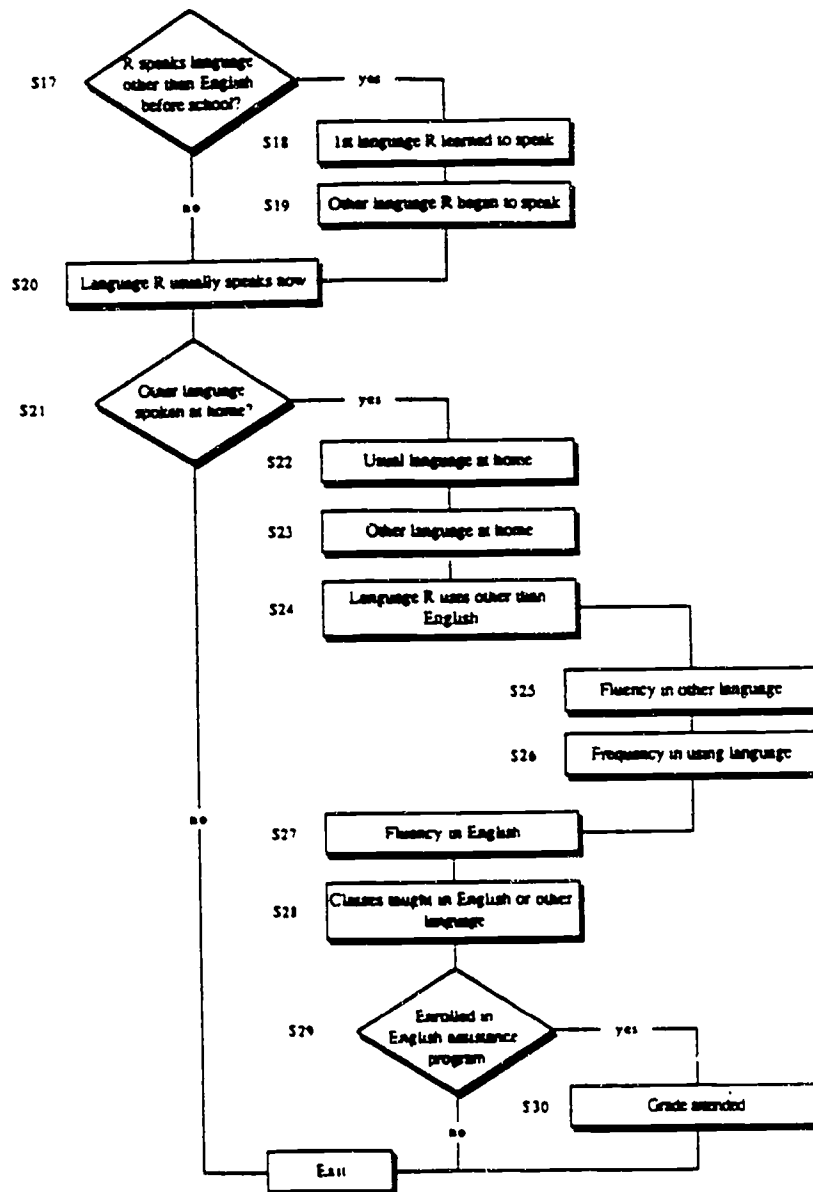 R speaks language
S17
other than English
before school?
yes
S18
1st language R learned to speak
no
S19
Other language R began to speak
S20
Language R usually speaks now
Other language
S21
spoken at home?
yes
S22
Usual language at home
S23
Other language at home
S24
Language R uses other than
English
S25
Fluency in other language
S26
Frequency in using language
no
S27
Fluency in English
S28
Classes taught in English or other
language
S29
Enrolled in
English assistance
program
yes
S30
Grade attended
no
Exit